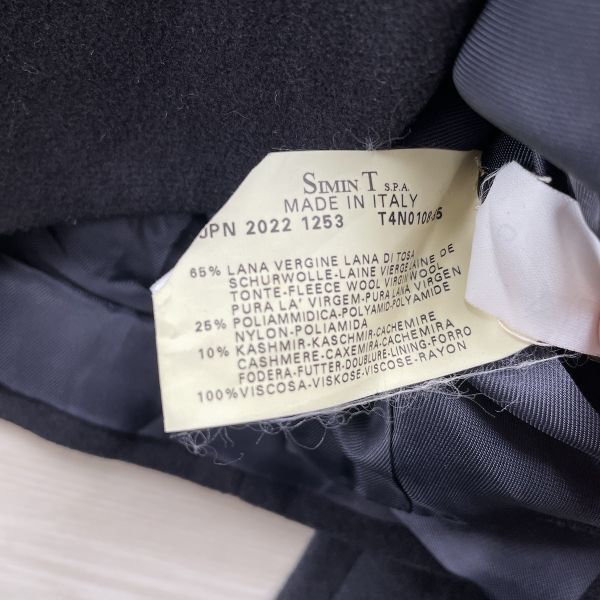 SIMIN T S.P.A.
MADE IN ITALY
JPN 2022 1253
65% LANA VERGINE LANA DI TOSA
SCHURWOLLE-LAINE VIERGE LAINE DE
TONTE-FLEECE WOOL VIRGIN WOOL
PURA LA' VIRGEM-PURA LANA VIRGEN
25% POLIAMMIDICA-POLYAMID-POLYAMIDE
NYLON-POLIAMIDA
10% KASHMIR-KASCHMIR-CACHEMIRE
CASHMERE-CAXEMIRA-CACHEMIRA
FODERA-FUTTER-DOUBLURE-LINING-FORRO
100%VISCOSA-VISKOSE-VISCOSE-RAYON